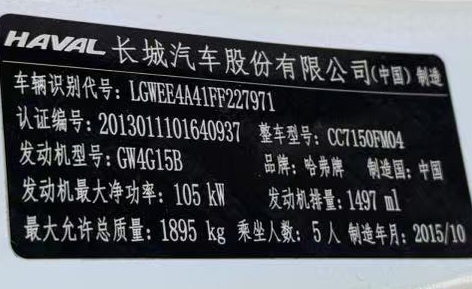 HAVAL 长城汽车股份有限公司(中国)制造
车辆识别代号: LGWEE4A41FF227971
认证编号: 2013011101640937 整车型号: CC7150FM04
发动机型号: GW4G15B 品牌: 哈弗牌 制造国: 中国
发动机最大净功率: 105 kW 发动机排量: 1497 ml
最大允许总质量: 1895 kg 乘坐人数: 5人 制造年月: 2015/10